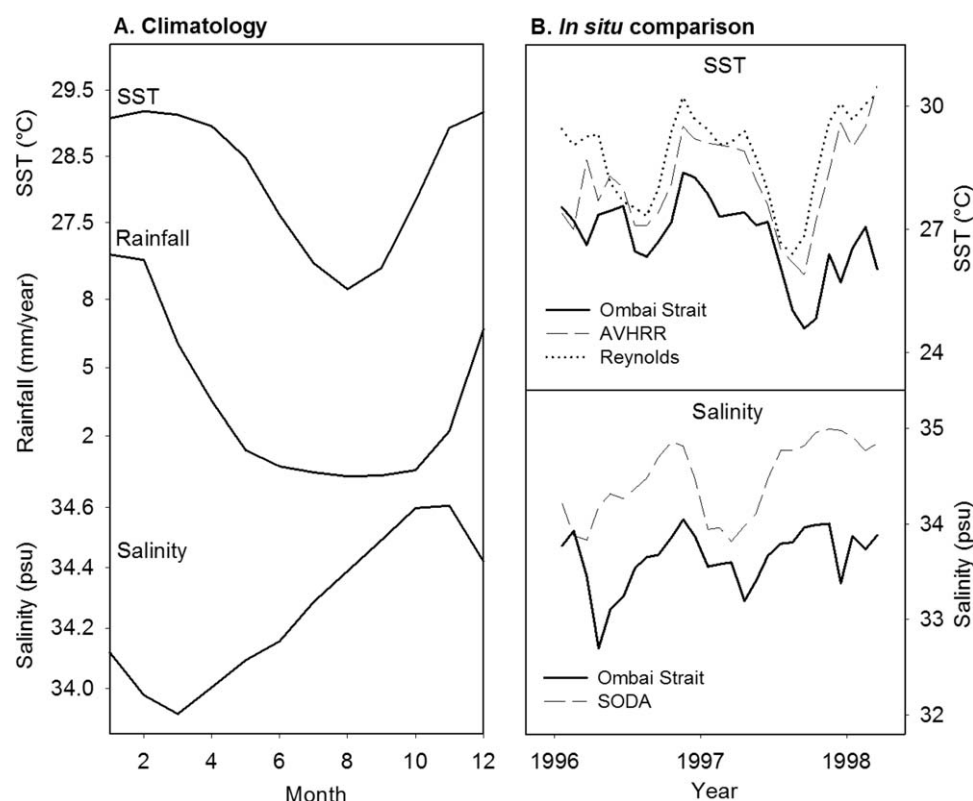 A. Climatology
SST
29.5
28.5
27.5
SST (°C)
Rainfall
8
5
2
Rainfall (mm/year)
34.6
34.4
34.2
34.0
Salinity (psu)
Salinity
2 4 6 8 10 12
Month
B. In situ comparison
SST
30
27
24
SST (°C)
Ombai Strait
AVHRR
Reynolds
Salinity
35
34
33
32
Salinity (psu)
Ombai Strait
SODA
1996 1997 1998
Year